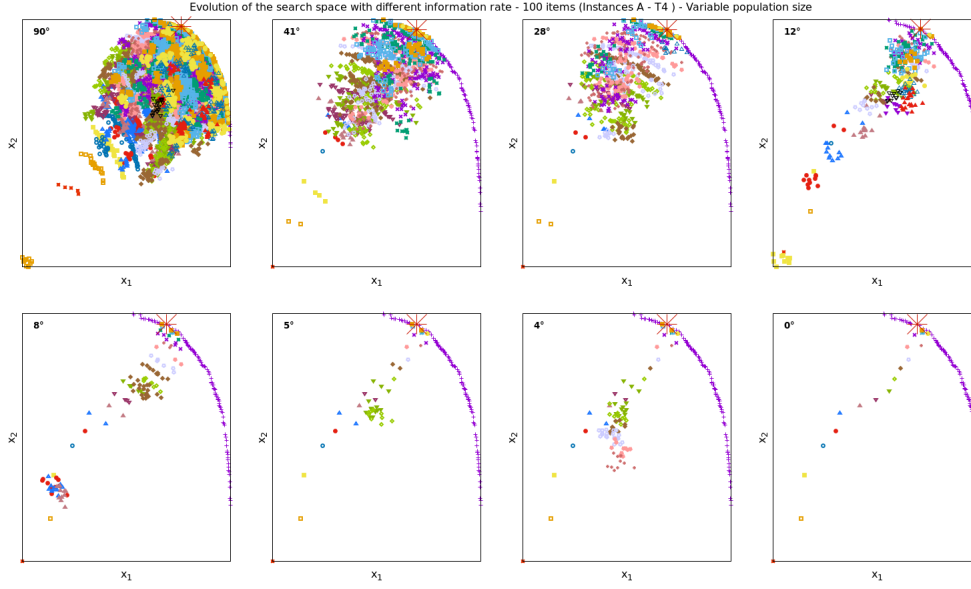 Evolution of the search space with different information rate - 100 items (Instances A - T4 ) - Variable population size
90°
41°
28°
12°
x₂
x₂
x₂
x₂
x₁
x₁
x₁
x₁
8°
5°
4°
0°
x₂
x₂
x₂
x₂
x₁
x₁
x₁
x₁